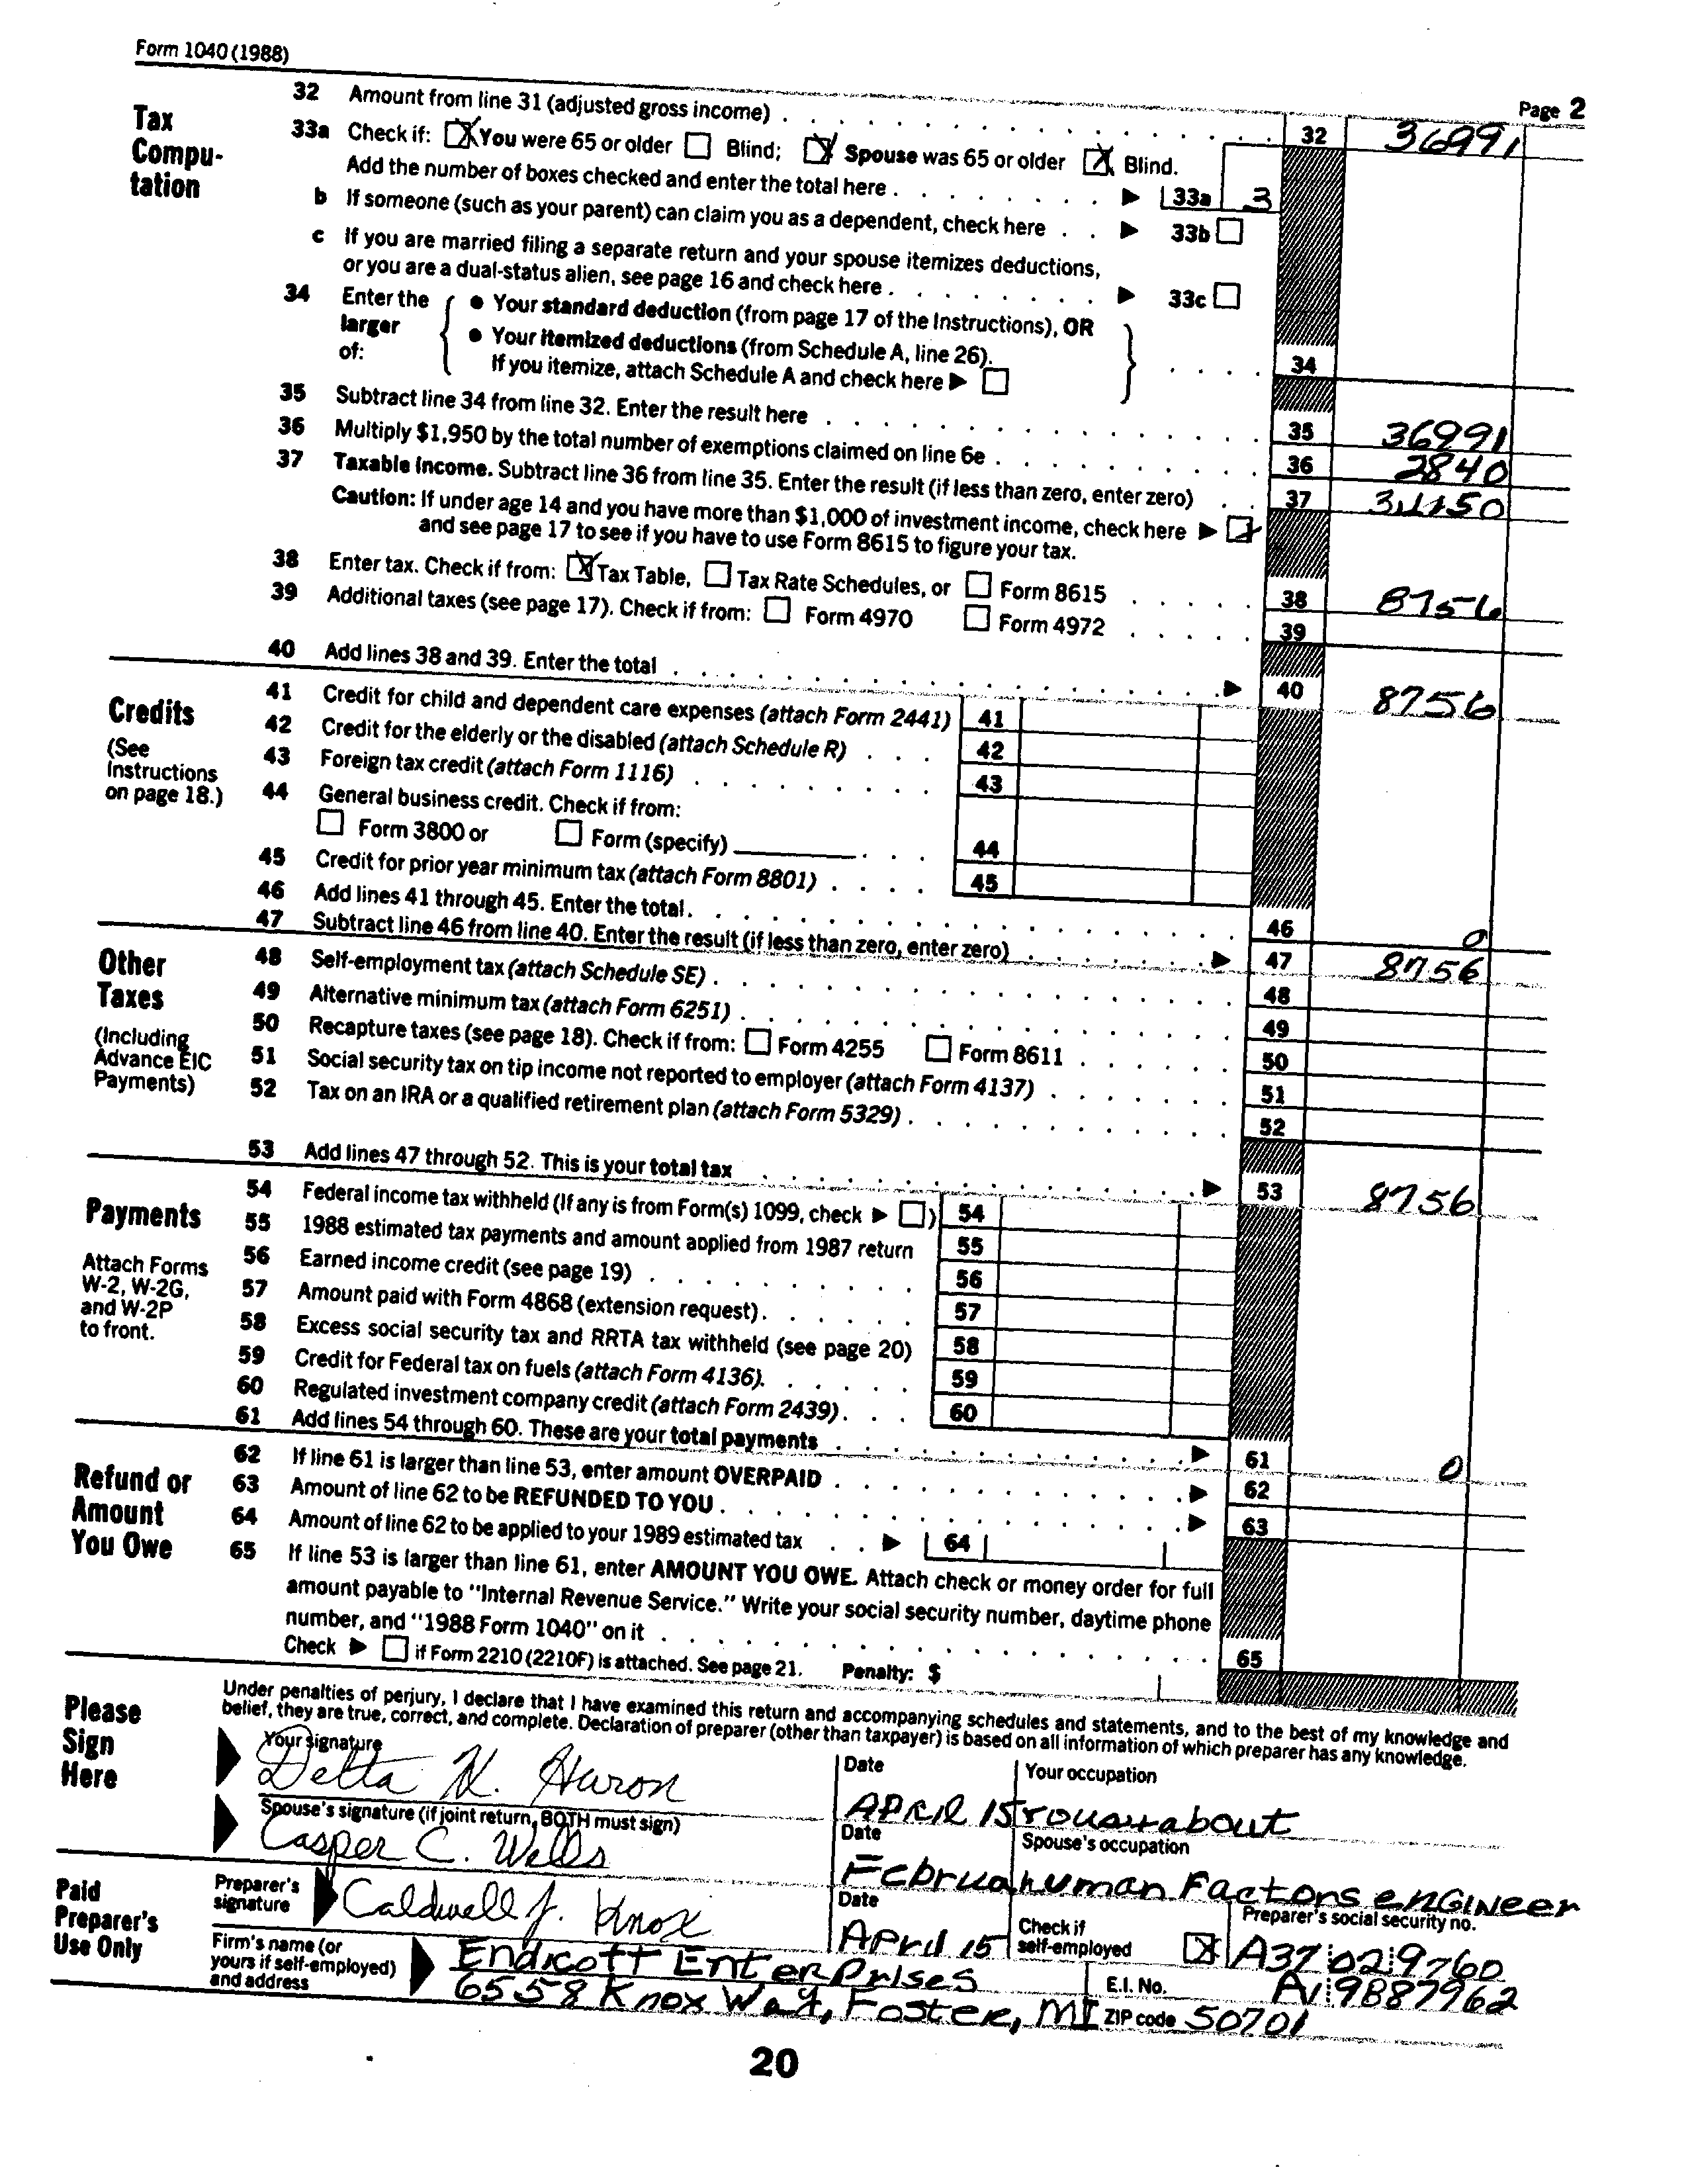 Form 1040 (1988)
Page 2
Tax Compu-tation
32 Amount from line 31 (adjusted gross income) . . . . 32 36991
33a Check if: [X] You were 65 or older [ ] Blind; [X] Spouse was 65 or older [X] Blind.
Add the number of boxes checked and enter the total here . . . . ▶ 33a 3
b If someone (such as your parent) can claim you as a dependent, check here . . ▶ 33b [ ]
c If you are married filing a separate return and your spouse itemizes deductions,
or you are a dual-status alien, see page 16 and check here . . . . ▶ 33c [ ]
34 Enter the larger of: { ● Your standard deduction (from page 17 of the Instructions), OR
● Your itemized deductions (from Schedule A, line 26).
If you itemize, attach Schedule A and check here ▶ [ ] } . . . . 34
35 Subtract line 34 from line 32. Enter the result here . . . . 35 36991
36 Multiply $1,950 by the total number of exemptions claimed on line 6e . . . . 36 2840
37 Taxable income. Subtract line 36 from line 35. Enter the result (if less than zero, enter zero) . . 37
Caution: If under age 14 and you have more than $1,000 of investment income, check here ▶ [X]
and see page 17 to see if you have to use Form 8615 to figure your tax.
38 Enter tax. Check if from: [X] Tax Table, [ ] Tax Rate Schedules, or [ ] Form 8615 . . . . 38 8756
39 Additional taxes (see page 17). Check if from: [ ] Form 4970 [ ] Form 4972 . . . . 39
40 Add lines 38 and 39. Enter the total . . . . ▶ 40 8756
Credits
(See Instructions on page 18.)
41 Credit for child and dependent care expenses (attach Form 2441) 41
42 Credit for the elderly or the disabled (attach Schedule R) . . . 42
43 Foreign tax credit (attach Form 1116) . . . . 43
44 General business credit. Check if from:
[ ] Form 3800 or [ ] Form (specify) ________ . . . 44
45 Credit for prior year minimum tax (attach Form 8801) . . . . 45
46 Add lines 41 through 45. Enter the total . . . . 46 0
47 Subtract line 46 from line 40. Enter the result (if less than zero, enter zero) . . . . ▶ 47 8756
Other Taxes
(Including Advance EIC Payments)
48 Self-employment tax (attach Schedule SE) . . . . 48
49 Alternative minimum tax (attach Form 6251) . . . . 49
50 Recapture taxes (see page 18). Check if from: [ ] Form 4255 [ ] Form 8611 . . . . 50
51 Social security tax on tip income not reported to employer (attach Form 4137) . . . . 51
52 Tax on an IRA or a qualified retirement plan (attach Form 5329) . . . . 52
53 Add lines 47 through 52. This is your total tax . . . . ▶ 53 8756
Payments
Attach Forms W-2, W-2G, and W-2P to front.
54 Federal income tax withheld (If any is from Form(s) 1099, check ▶ [ ]) 54
55 1988 estimated tax payments and amount applied from 1987 return 55
56 Earned income credit (see page 19) . . . . 56
57 Amount paid with Form 4868 (extension request) . . . . 57
58 Excess social security tax and RRTA tax withheld (see page 20) 58
59 Credit for Federal tax on fuels (attach Form 4136) . . . . 59
60 Regulated investment company credit (attach Form 2439) . . . 60
61 Add lines 54 through 60. These are your total payments . . . . ▶ 61 0
Refund or Amount You Owe
62 If line 61 is larger than line 53, enter amount OVERPAID . . . . ▶ 62
63 Amount of line 62 to be REFUNDED TO YOU . . . . ▶ 63
64 Amount of line 62 to be applied to your 1989 estimated tax . . ▶ 64
65 If line 53 is larger than line 61, enter AMOUNT YOU OWE. Attach check or money order for full
amount payable to "Internal Revenue Service." Write your social security number, daytime phone
number, and "1988 Form 1040" on it . . . . 65
Check ▶ [ ] if Form 2210 (2210F) is attached. See page 21. Penalty: $
Please Sign Here
Under penalties of perjury, I declare that I have examined this return and accompanying schedules and statements, and to the best of my knowledge and
belief, they are true, correct, and complete. Declaration of preparer (other than taxpayer) is based on all information of which preparer has any knowledge.
Your signature Date Your occupation
Delta K. Huron APRIL 15 roustabout
Spouse's signature (if joint return, BOTH must sign) Date Spouse's occupation
Casper C. Wells Februa human Factors enGineer
Paid Preparer's Use Only
Preparer's signature Caldwell J. Knox Date April 15 Check if self-employed [X] Preparer's social security no. A37 02 9760
Firm's name (or yours if self-employed) and address Endicott EnterPrises E.I. No. A1 9887962
6558 Knox Way, Foster, MI ZIP code 50701
20